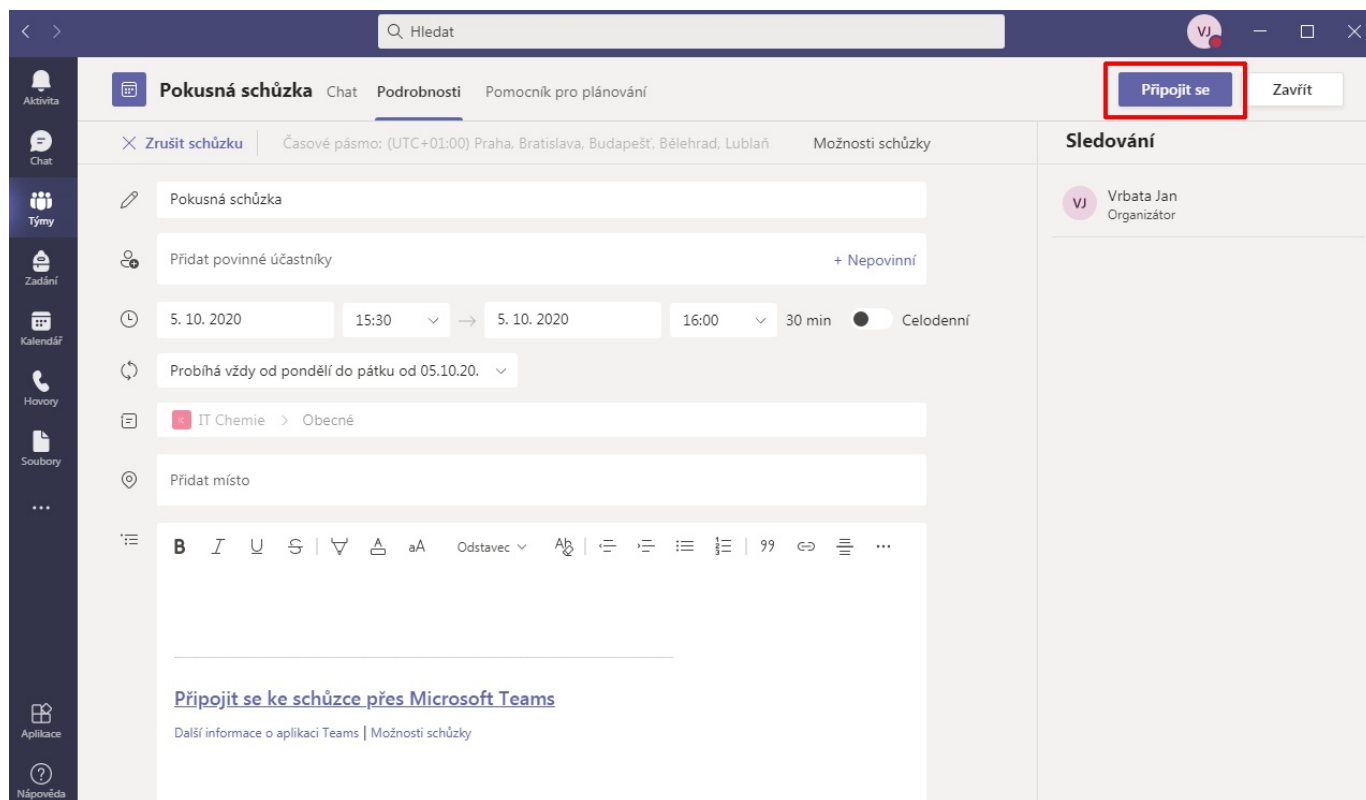 Hledat
VJ
Aktivita
Chat
Týmy
Zadání
Kalendář
Hovory
Soubory
Aplikace
Nápověda
Pokusná schůzka Chat Podrobnosti Pomocník pro plánování
Připojit se Zavřít
Zrušit schůzku Časové pásmo: (UTC+01:00) Praha, Bratislava, Budapešť, Bělehrad, Lublaň Možnosti schůzky
Pokusná schůzka
Přidat povinné účastníky + Nepovinní
5. 10. 2020 15:30 → 5. 10. 2020 16:00 30 min Celodenní
Probíhá vždy od pondělí do pátku od 05.10.20.
IT Chemie > Obecné
Přidat místo
B I U S A aA Odstavec Ab 99 ...
Připojit se ke schůzce přes Microsoft Teams
Další informace o aplikaci Teams | Možnosti schůzky
Sledování
VJ Vrbata Jan
Organizátor